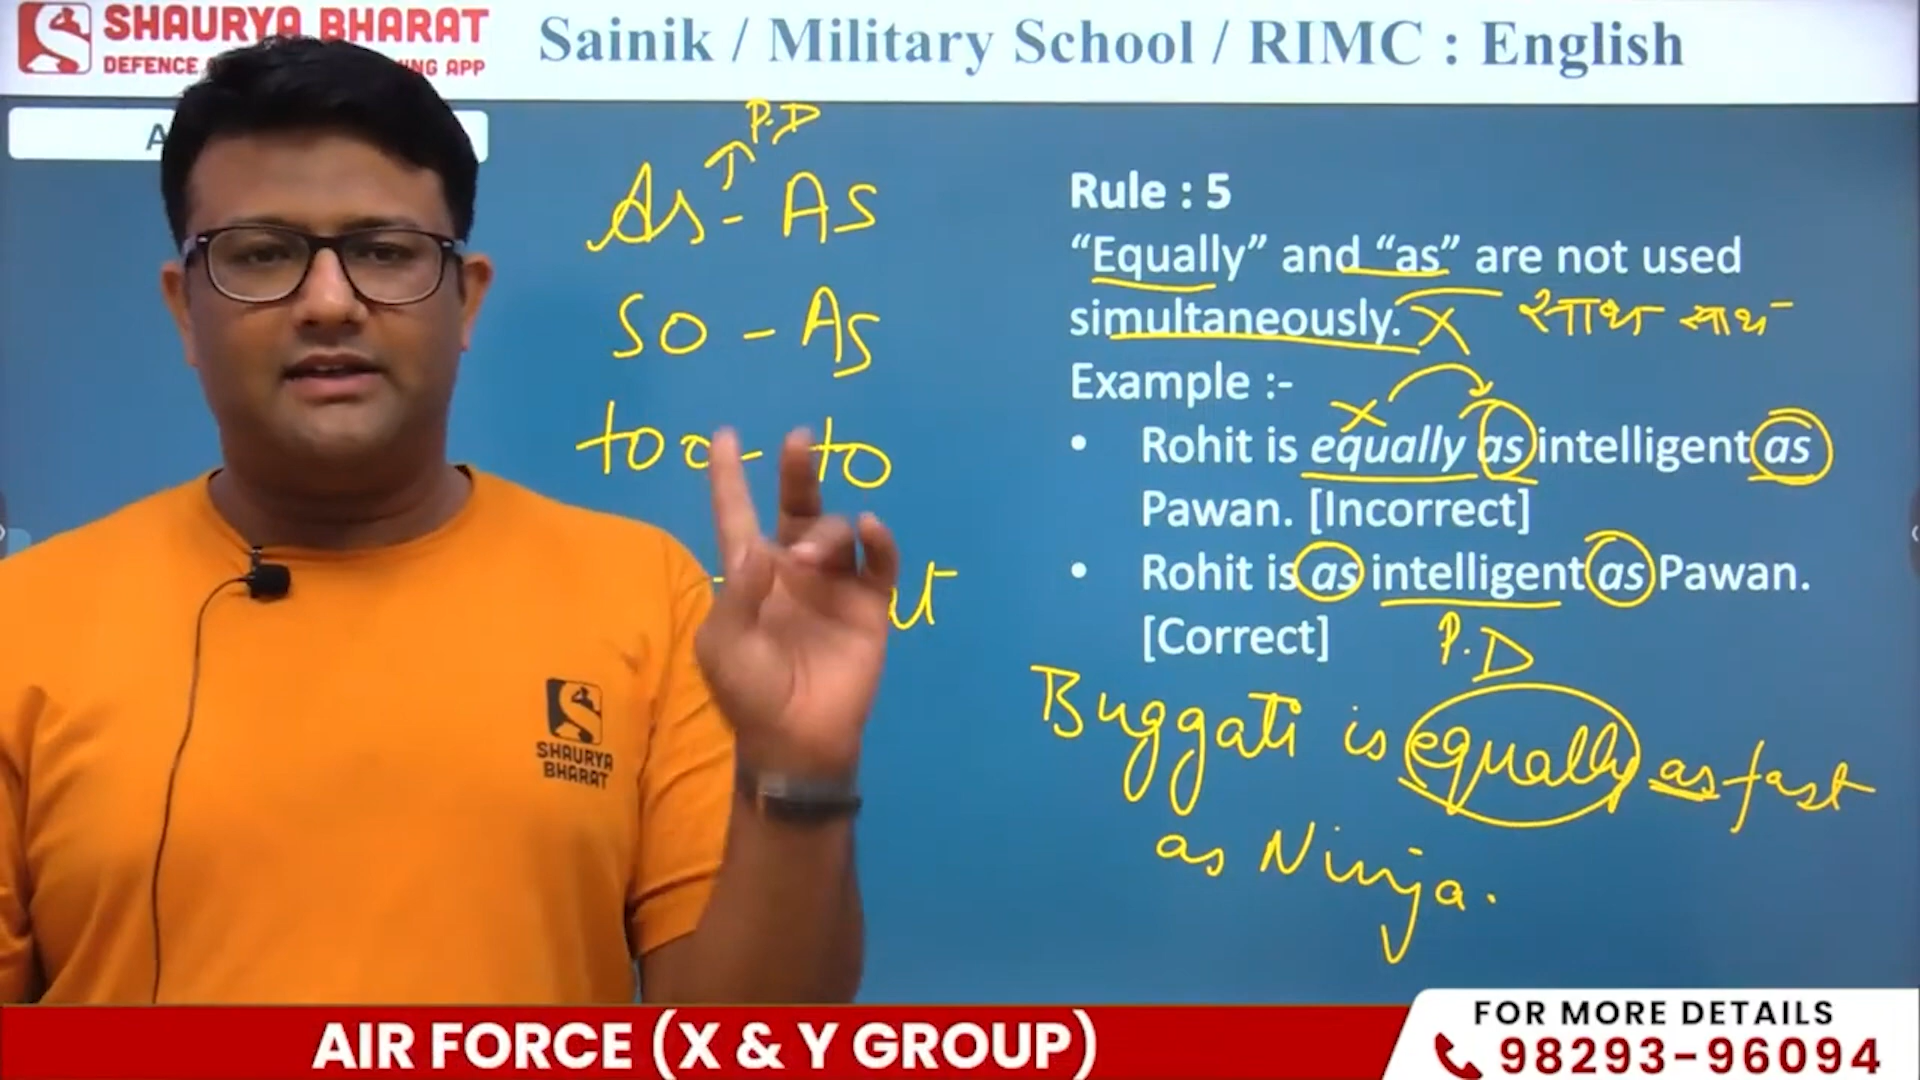 SHAURYA BHARAT
DEFENCE
NG APP
Sainik / Military School / RIMC : English
A
P.D
As - As
so - As
too - to
at
Rule : 5
“Equally” and “as” are not used
simultaneously. X साथ साथ
Example :-
X
• Rohit is equally as intelligent as
Pawan. [Incorrect]
• Rohit is as intelligent as Pawan.
[Correct]
P.D
Buggati is equally as fast
as Ninja.
SHAURYA
BHARAT
AIR FORCE (X & Y GROUP)
FOR MORE DETAILS
98293-96094